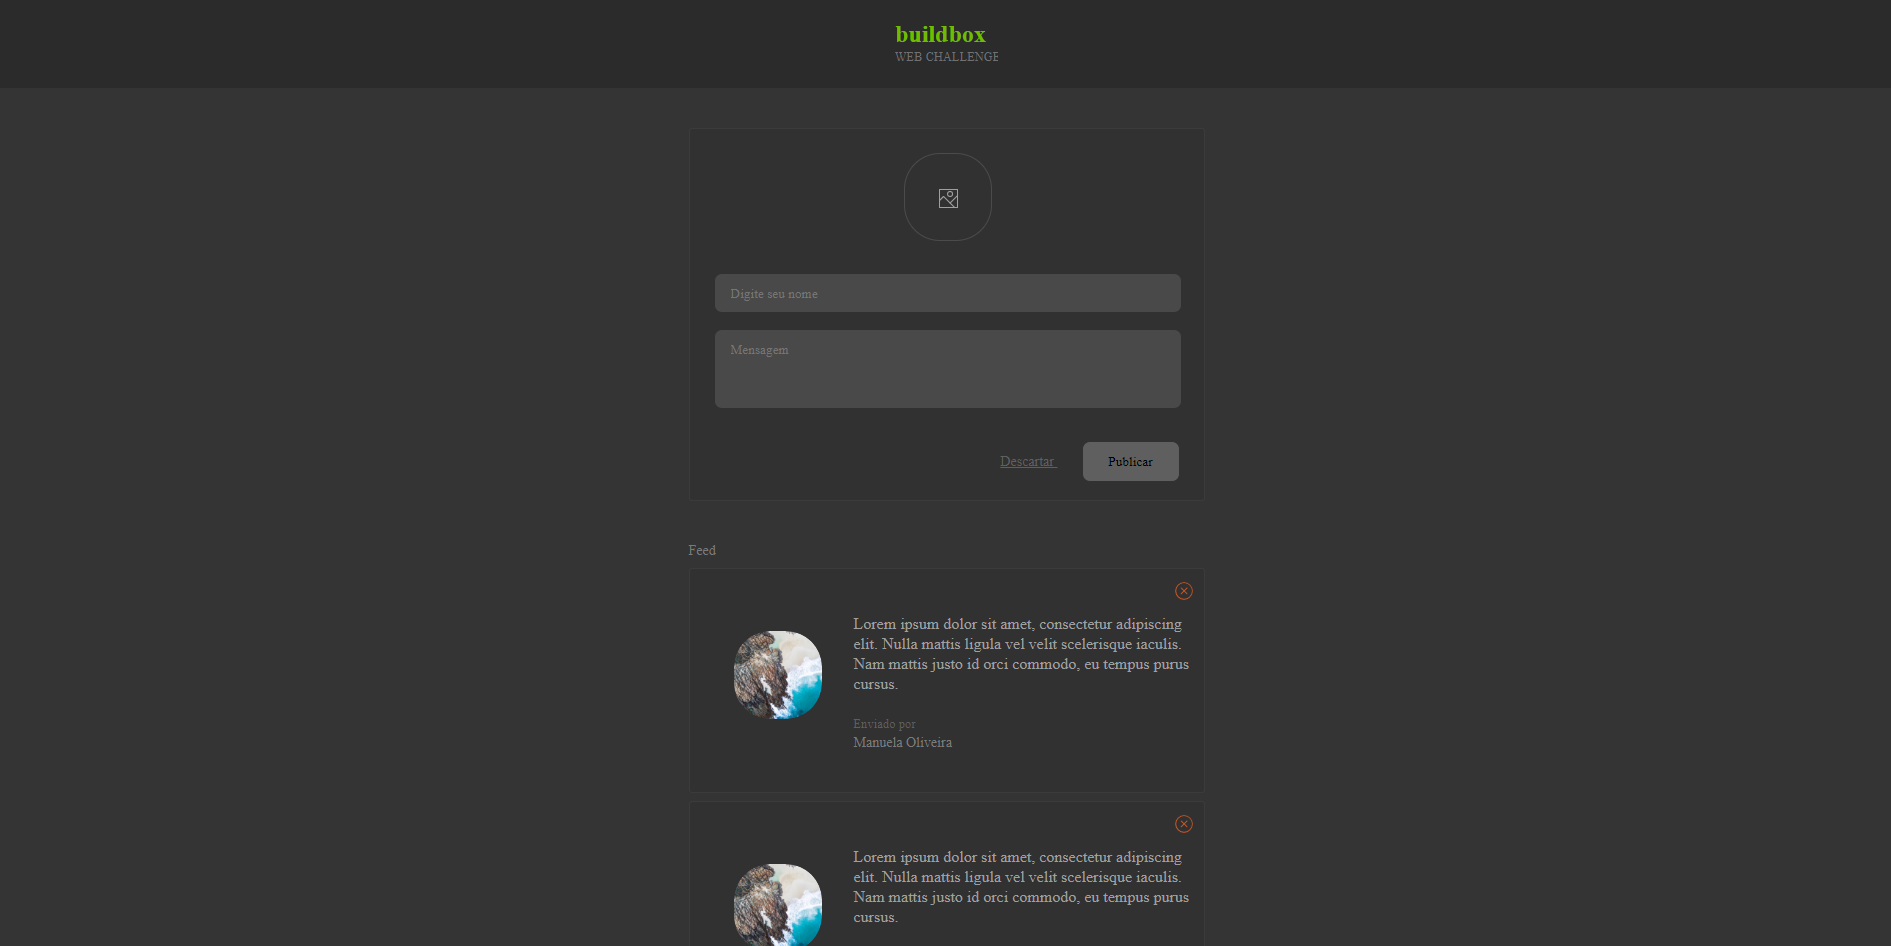 buildbox
WEB CHALLENGE
Digite seu nome
Mensagem
Descartar
Publicar
Feed
Lorem ipsum dolor sit amet, consectetur adipiscing
elit. Nulla mattis ligula vel velit scelerisque iaculis.
Nam mattis justo id orci commodo, eu tempus purus
cursus.
Enviado por
Manuela Oliveira
Lorem ipsum dolor sit amet, consectetur adipiscing
elit. Nulla mattis ligula vel velit scelerisque iaculis.
Nam mattis justo id orci commodo, eu tempus purus
cursus.